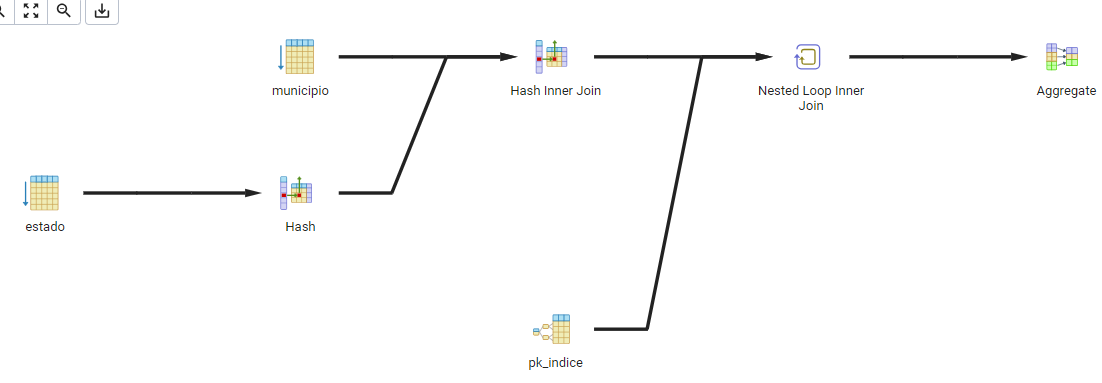 municipio
Hash Inner Join
Nested Loop Inner
Join
Aggregate
estado
Hash
pk_indice